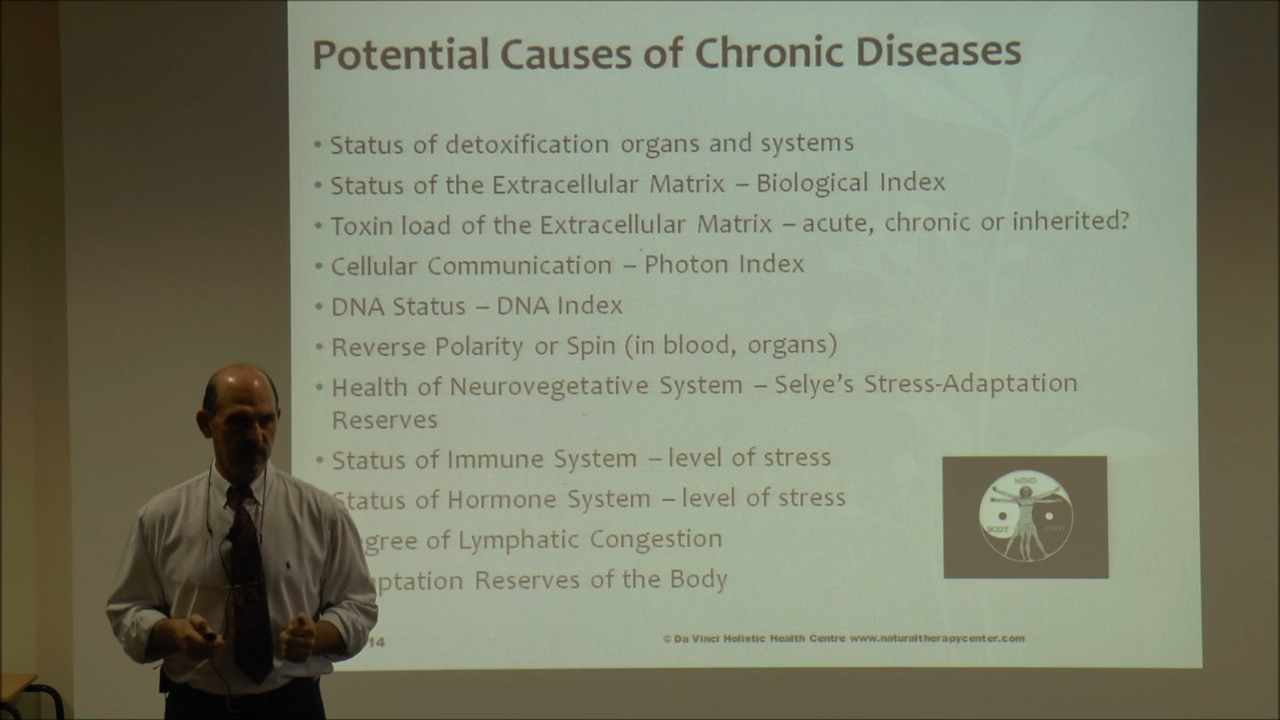 Potential Causes of Chronic Diseases
• Status of detoxification organs and systems
• Status of the Extracellular Matrix – Biological Index
• Toxin load of the Extracellular Matrix – acute, chronic or inherited?
• Cellular Communication – Photon Index
• DNA Status – DNA Index
• Reverse Polarity or Spin (in blood, organs)
• Health of Neurovegetative System – Selye's Stress-Adaptation
Reserves
• Status of Immune System – level of stress
Status of Hormone System – level of stress
gree of Lymphatic Congestion
ptation Reserves of the Body
MIND
BODY
14
© Da Vinci Holistic Health Centre www.naturaltherapycenter.com